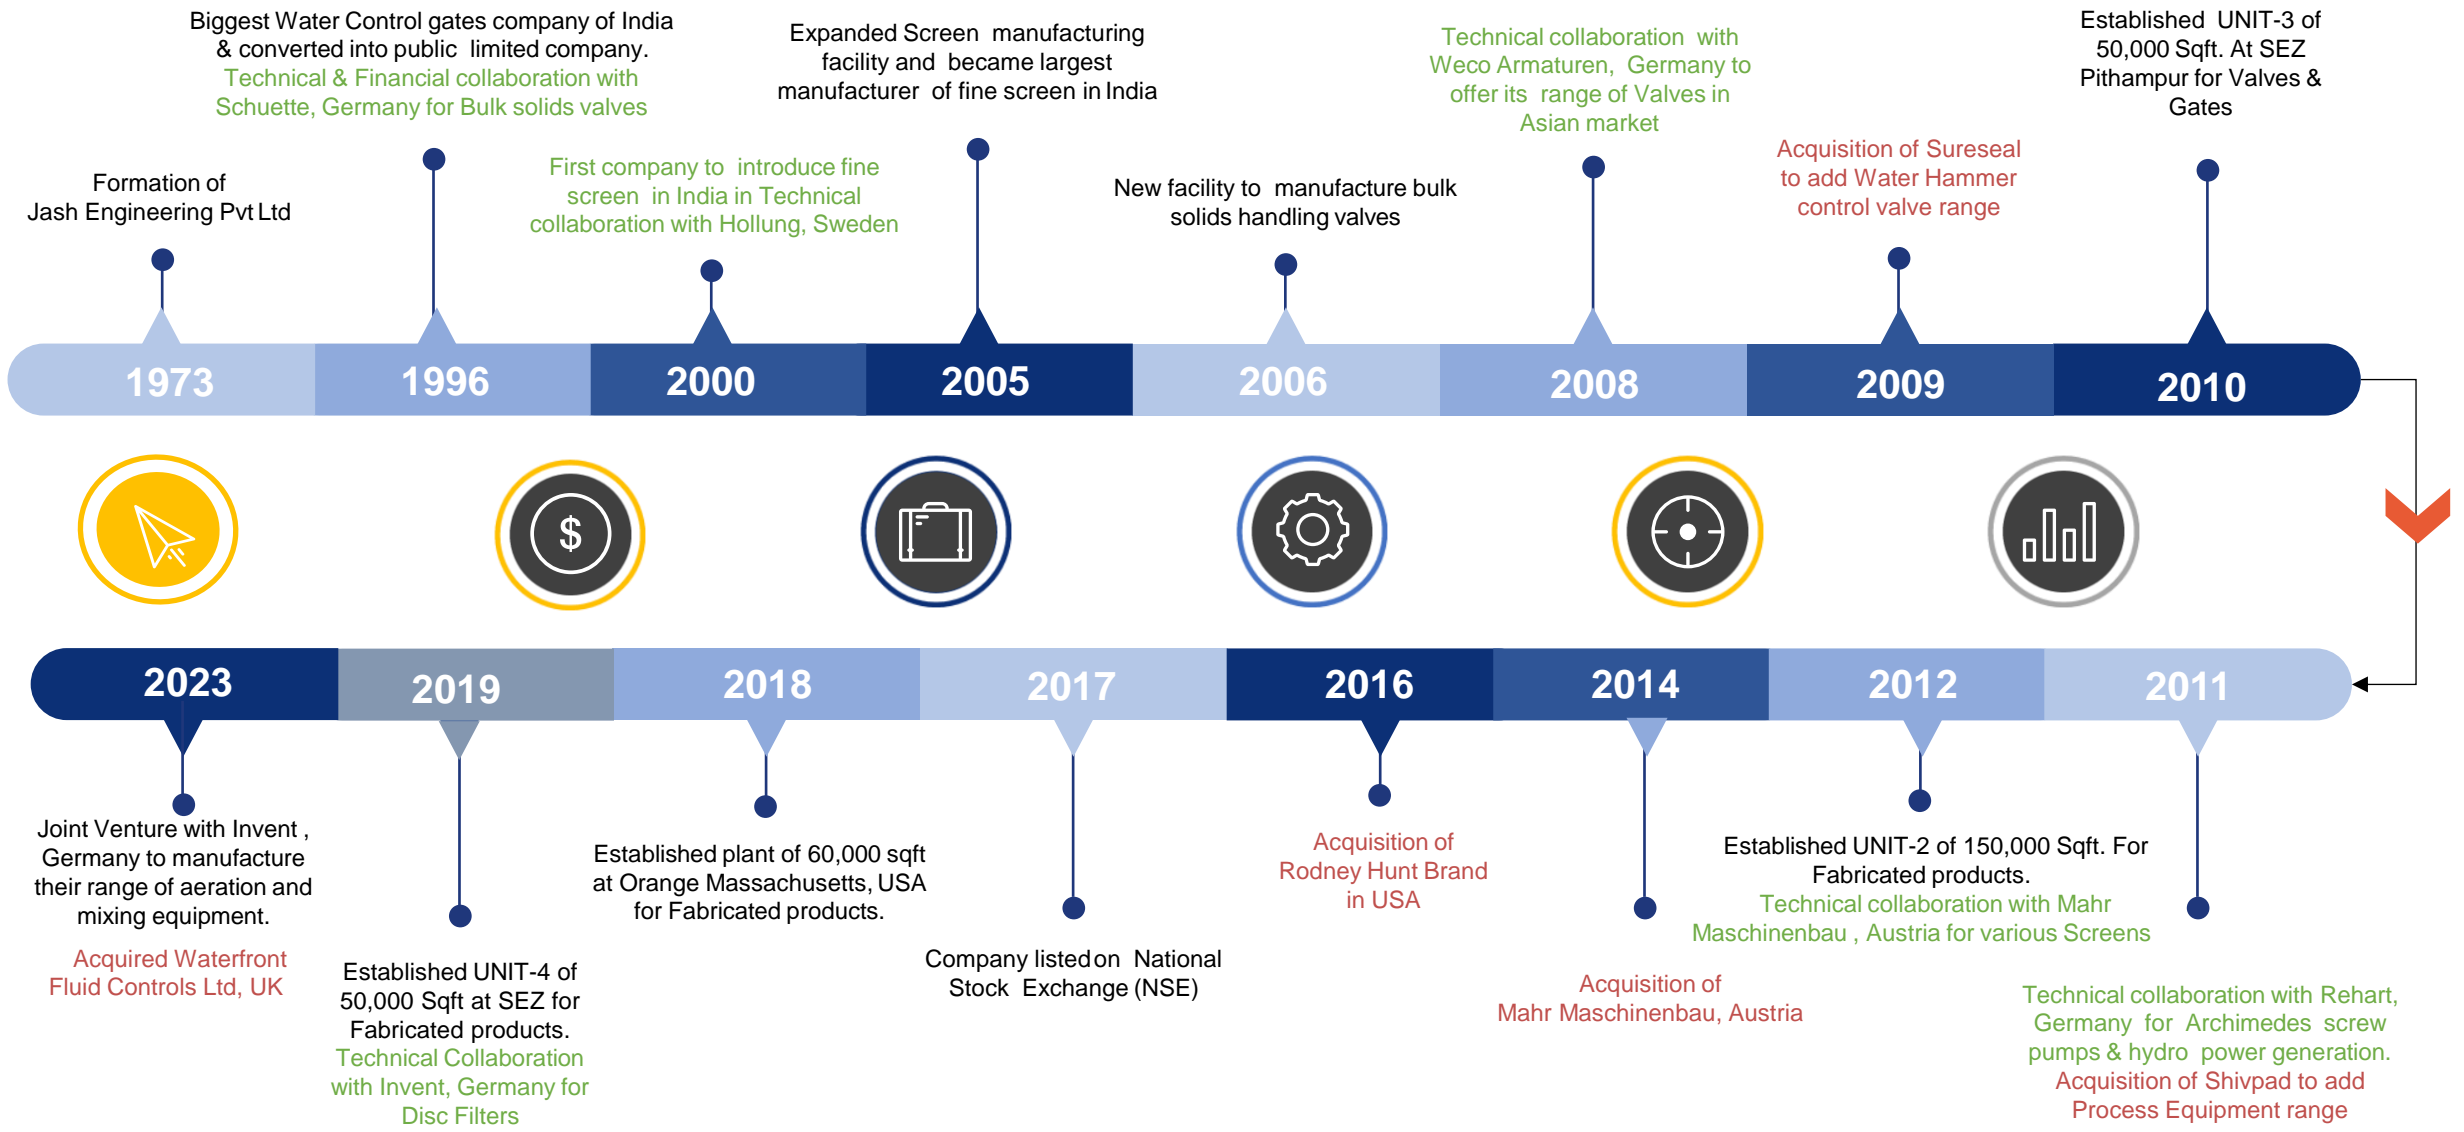 Biggest Water Control gates company of India
& converted into public limited company.
Technical & Financial collaboration with
Schuette, Germany for Bulk solids valves
Expanded Screen manufacturing
facility and became largest
manufacturer of fine screen in India
Technical collaboration with
Weco Armaturen, Germany to
offer its range of Valves in
Asian market
Established UNIT-3 of
50,000 Sqft. At SEZ
Pithampur for Valves &
Gates
Formation of
Jash Engineering Pvt Ltd
First company to introduce fine
screen in India in Technical
collaboration with Hollung, Sweden
New facility to manufacture bulk
solids handling valves
Acquisition of Sureseal
to add Water Hammer
control valve range
1973
1996
2000
2005
2006
2008
2009
2010
$
2023
2019
2018
2017
2016
2014
2012
2011
Joint Venture with Invent ,
Germany to manufacture
their range of aeration and
mixing equipment.
Acquired Waterfront
Fluid Controls Ltd, UK
Established UNIT-4 of
50,000 Sqft at SEZ for
Fabricated products.
Technical Collaboration
with Invent, Germany for
Disc Filters
Established plant of 60,000 sqft
at Orange Massachusetts, USA
for Fabricated products.
Company listed on National
Stock Exchange (NSE)
Acquisition of
Rodney Hunt Brand
in USA
Acquisition of
Mahr Maschinenbau, Austria
Established UNIT-2 of 150,000 Sqft. For
Fabricated products.
Technical collaboration with Mahr
Maschinenbau , Austria for various Screens
Technical collaboration with Rehart,
Germany for Archimedes screw
pumps & hydro power generation.
Acquisition of Shivpad to add
Process Equipment range